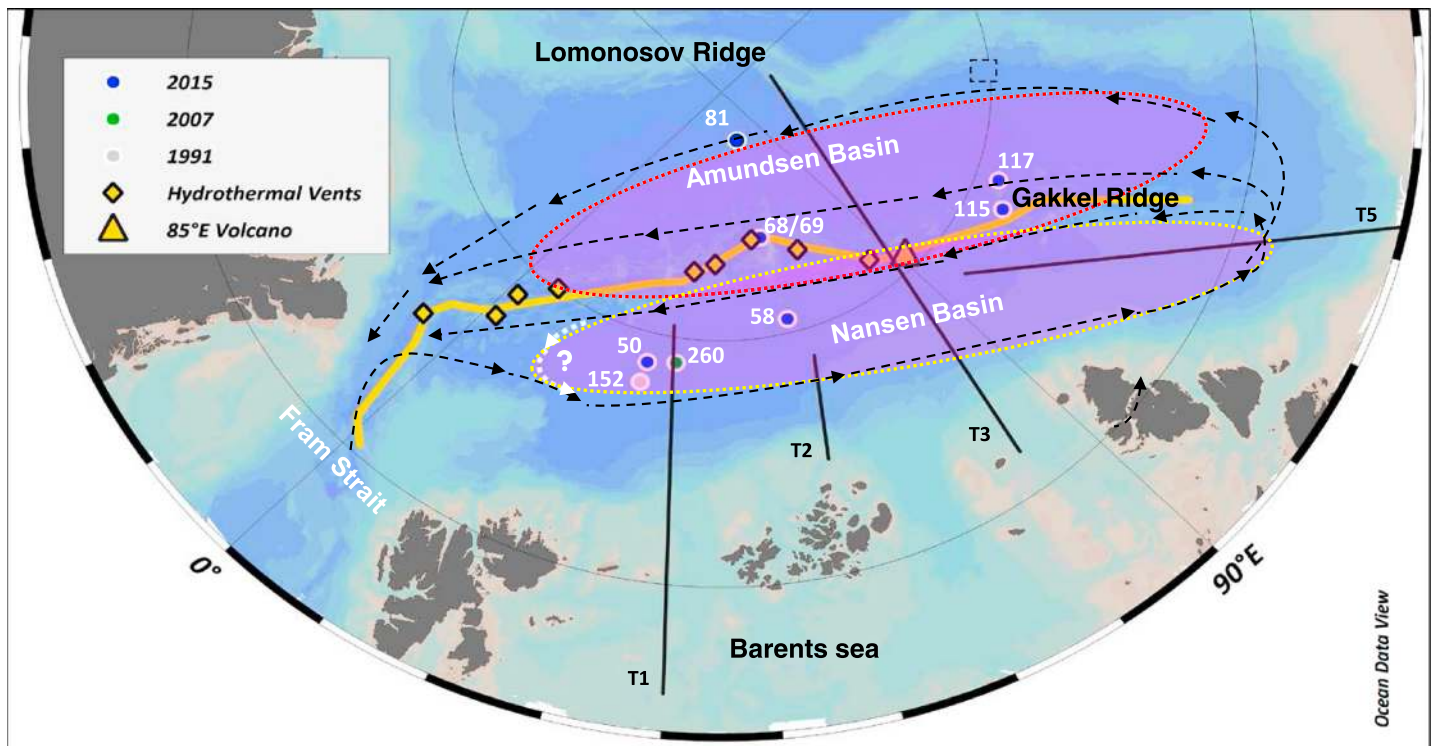 Lomonosov Ridge
2015
2007
1991
Hydrothermal Vents
85°E Volcano
81
Amundsen Basin
117
Gakkel Ridge
115
T5
68/69
58
Nansen Basin
50
260
?
152
Fram Strait
T2
T3
0°
90°E
Barents sea
T1
Ocean Data View